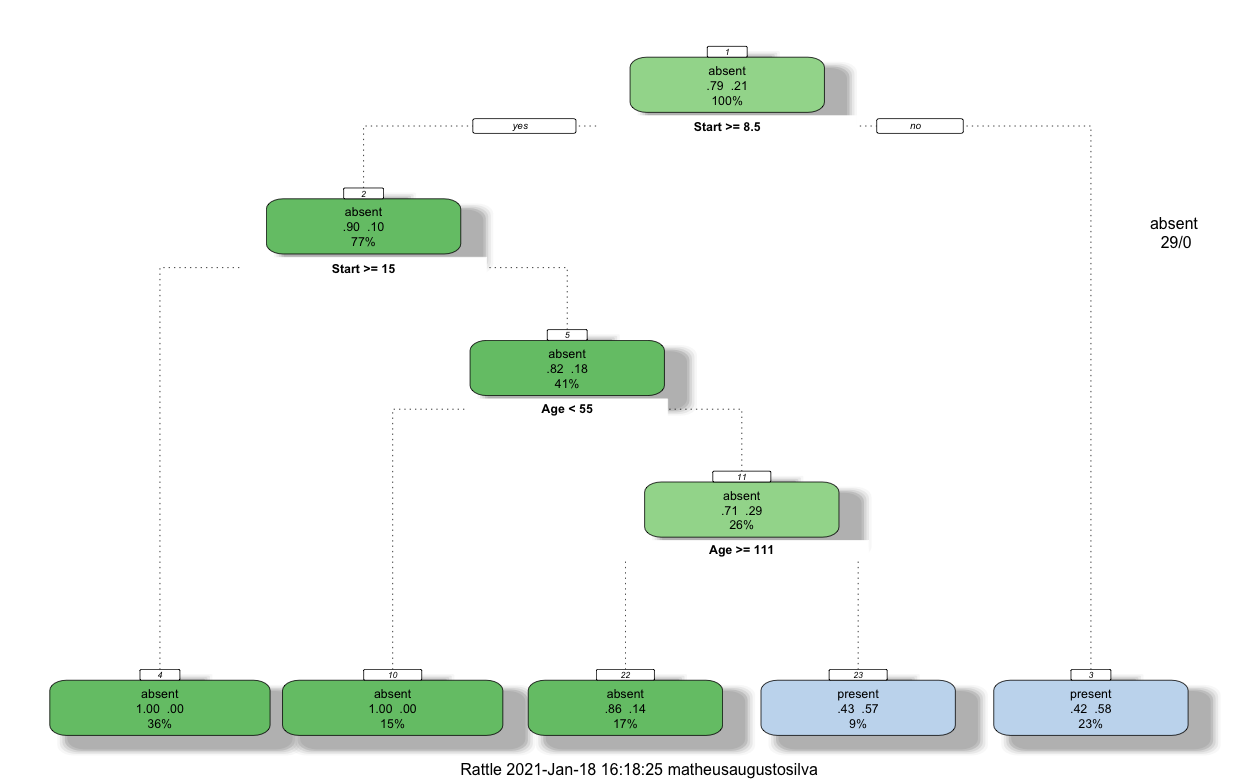 1
absent
.79 .21
100%
Start >= 8.5
yes
no
2
absent
.90 .10
77%
Start >= 15
absent
29/0
5
absent
.82 .18
41%
Age < 55
11
absent
.71 .29
26%
Age >= 111
4
absent
1.00 .00
36%
10
absent
1.00 .00
15%
22
absent
.86 .14
17%
23
present
.43 .57
9%
3
present
.42 .58
23%
Rattle 2021-Jan-18 16:18:25 matheusaugustosilva